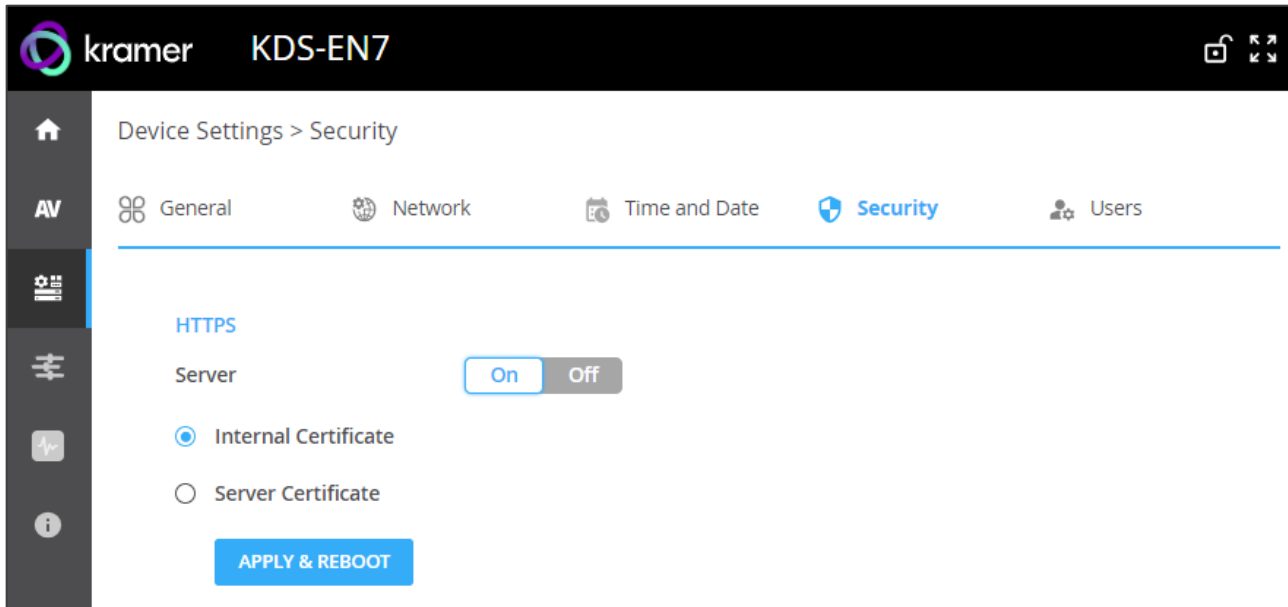 kramer KDS-EN7
Device Settings > Security
AV
General Network Time and Date Security Users
HTTPS
Server On Off
Internal Certificate
Server Certificate
APPLY & REBOOT